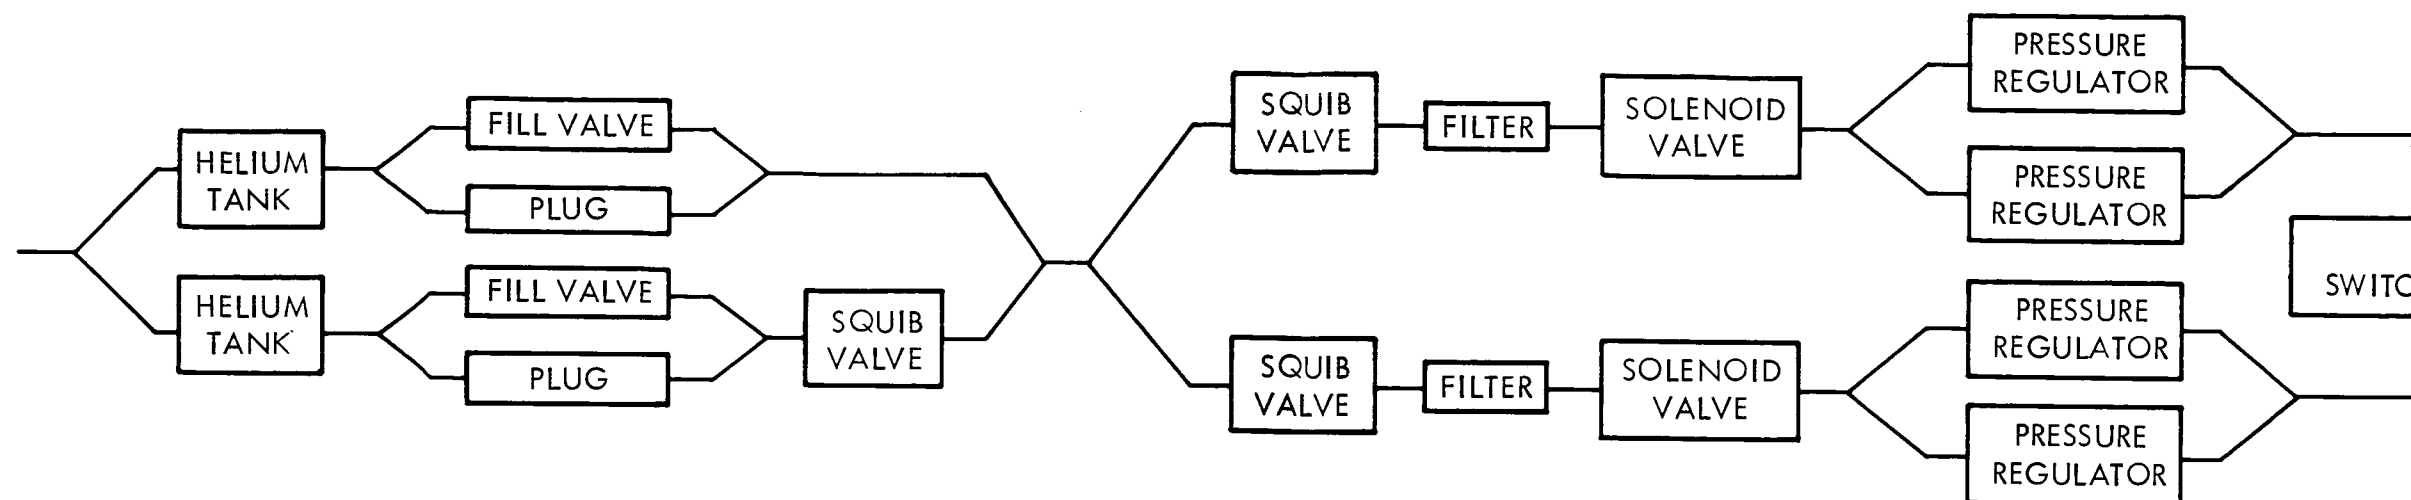 HELIUM
TANK
FILL VALVE
PLUG
HELIUM
TANK
FILL VALVE
PLUG
SQUIB
VALVE
SQUIB
VALVE
FILTER
SOLENOID
VALVE
PRESSURE
REGULATOR
PRESSURE
REGULATOR
SQUIB
VALVE
FILTER
SOLENOID
VALVE
PRESSURE
REGULATOR
PRESSURE
REGULATOR